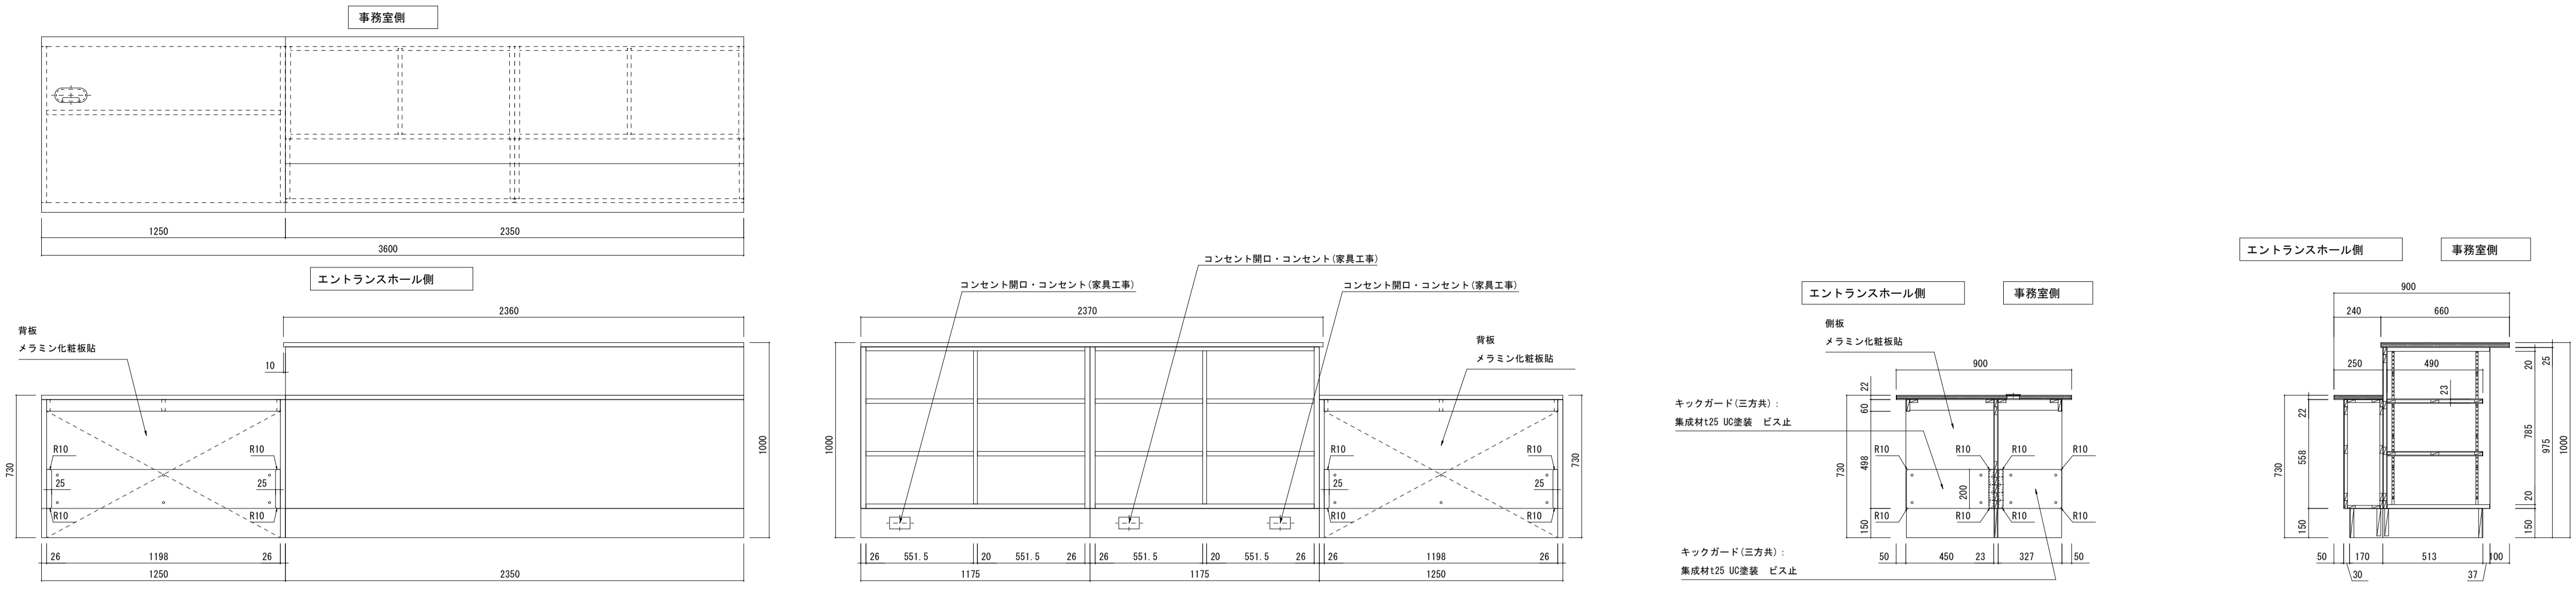 事務室側
1250
2350
3600
エントランスホール側
背板
メラミン化粧板貼
2360
10
730
1000
R10
R10
25
25
R10
R10
26
1198
26
1250
2350
コンセント開口・コンセント(家具工事)
コンセント開口・コンセント(家具工事)
コンセント開口・コンセント(家具工事)
2370
背板
メラミン化粧板貼
1000
730
R10
R10
25
25
R10
R10
26
551.5
20
551.5
26
26
551.5
20
551.5
26
26
1198
26
1175
1175
1250
エントランスホール側
事務室側
側板
メラミン化粧板貼
900
キックガード(三方共):
集成材t25 UC塗装 ビス止
22
60
498
730
150
200
R10
R10
R10
R10
R10
R10
R10
R10
50
450
23
327
50
キックガード(三方共):
集成材t25 UC塗装 ビス止
エントランスホール側
事務室側
900
240
660
250
490
23
22
558
730
150
20
25
785
975
1000
20
150
50
170
513
100
30
37